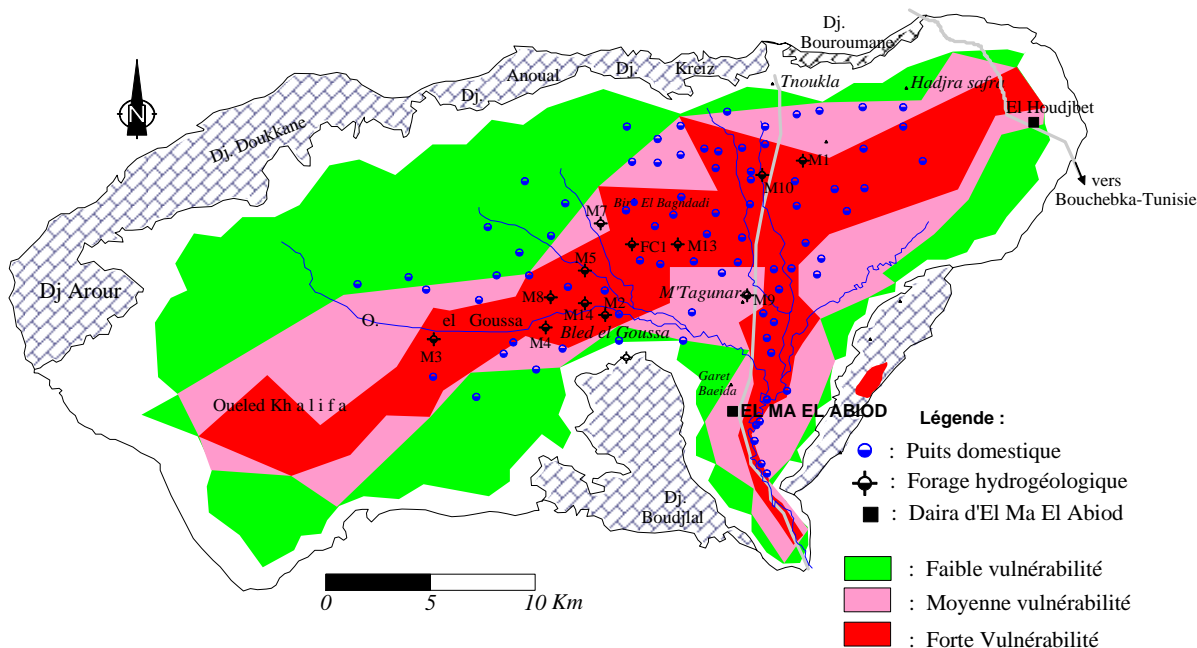 Dj.
Bouroumane
Dj. Kreiz
Anoual
Dj.
Tnoukla
Hadjra safra
El Houdjbet
N
Dj. Doukkane
vers
Bouchebka-Tunisie
M1
M10
Bir El Baghdadi
M7
FC1
M13
M5
Dj Arour
M8
M'Tagunar
M9
M14
M2
O. el Goussa
M4
Bled el Goussa
M3
Garet
Baeida
Oueled Kh a l i f a
EL MA EL ABIOD
Légende :
: Puits domestique
: Forage hydrogéologique
: Daira d'El Ma El Abiod
Dj.
Boudjlal
0 5 10 Km
: Faible vulnérabilité
: Moyenne vulnérabilité
: Forte Vulnérabilité